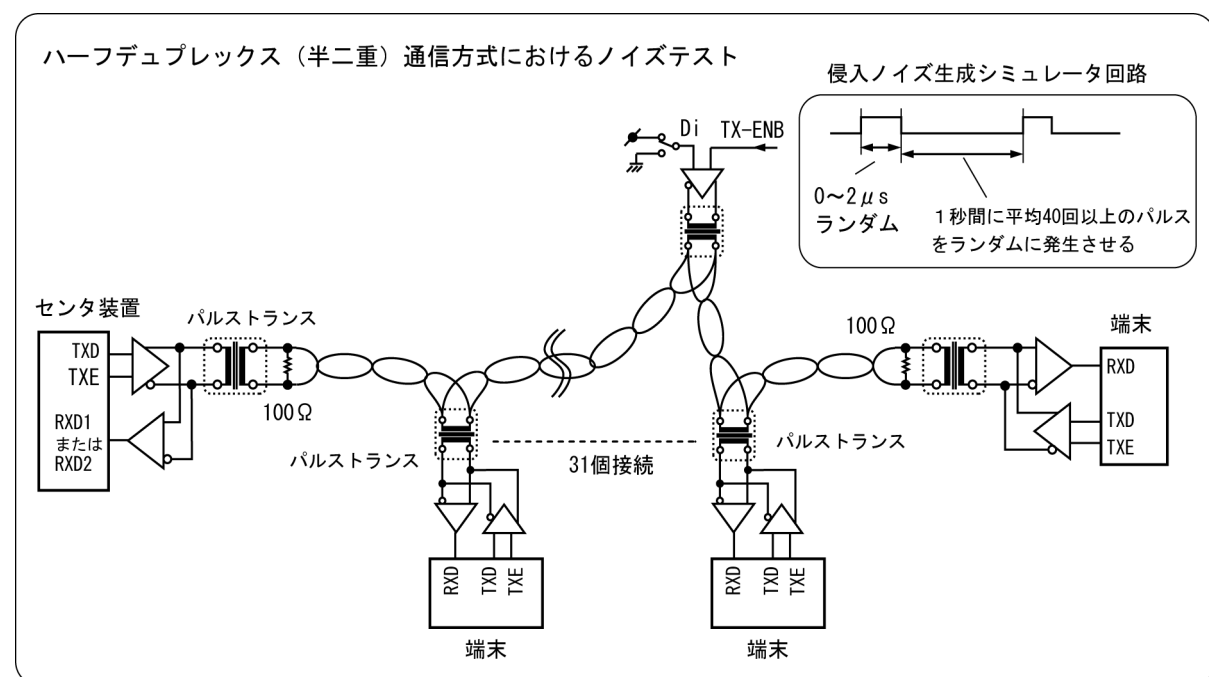 ハーフデュプレックス（半二重）通信方式におけるノイズテスト
侵入ノイズ生成シミュレータ回路
Di
TX-ENB
0～2μs
ランダム
１秒間に平均40回以上のパルス
をランダムに発生させる
センタ装置
パルストランス
TXD
TXE
RXD1
または
RXD2
100Ω
パルストランス
31個接続
パルストランス
100Ω
端末
RXD
TXD
TXE
RXD
TXD
TXE
端末
RXD
TXD
TXE
端末